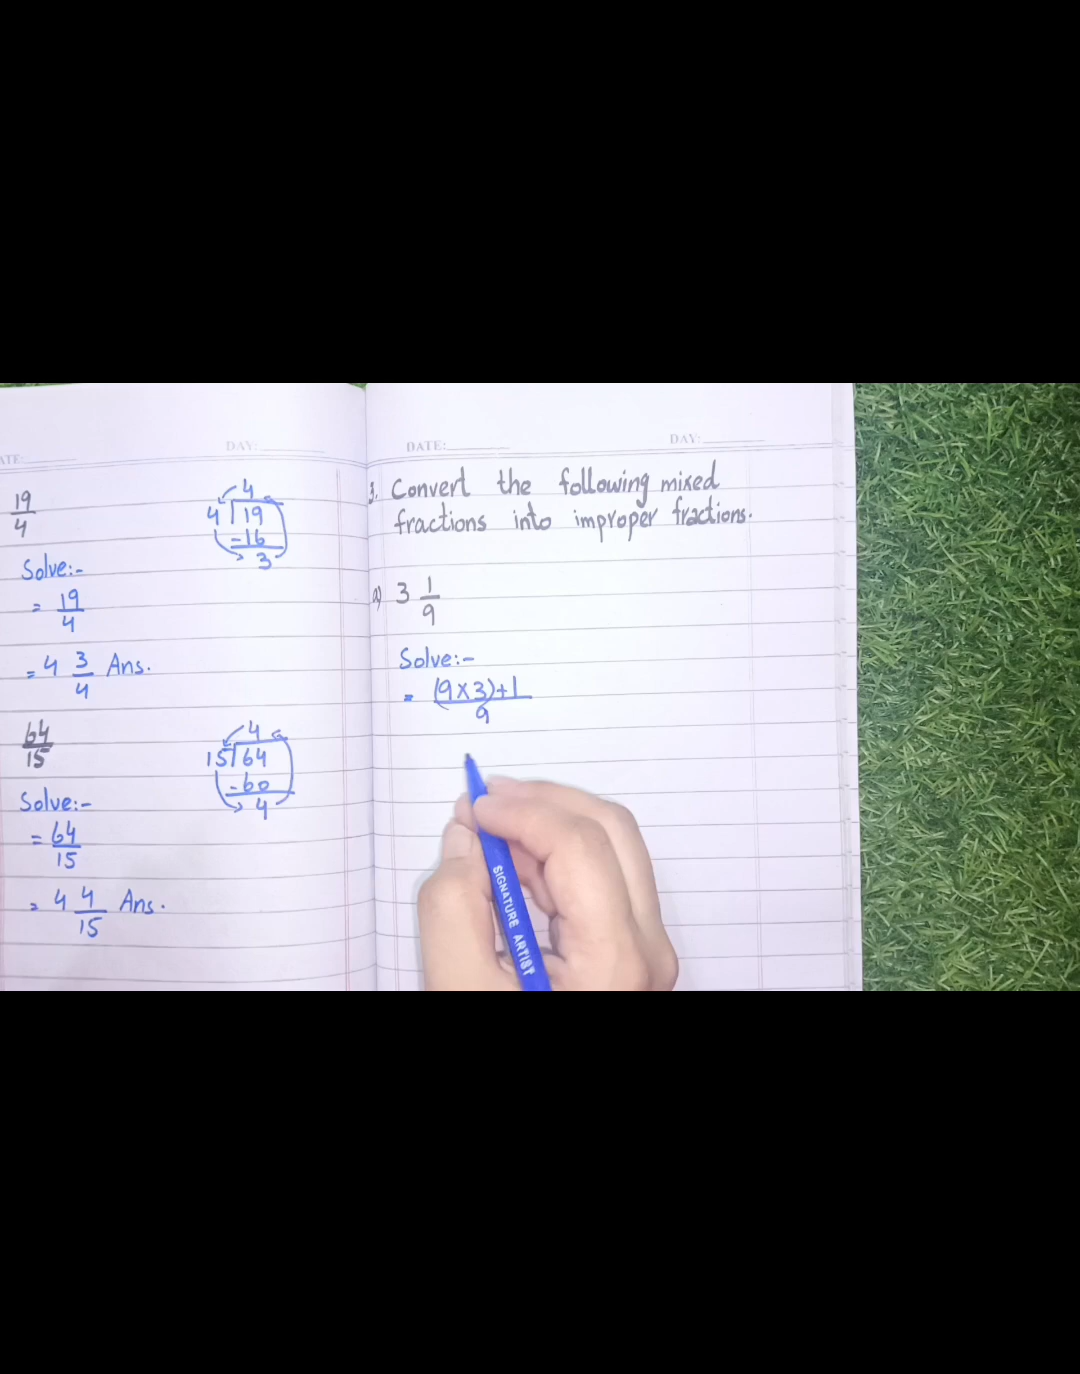 DAY:
19
4
4
4 19
-16
3
Solve:-
= 19
4
= 4 3 Ans.
4
64
15
4
15 64
-60
4
Solve:-
= 64
15
= 4 4 Ans.
15
DATE: DAY:
3. Convert the following mixed
fractions into improper fractions.
a) 3 1
9
Solve:-
= (9×3)+1
9
SIGNATURE ARTIST